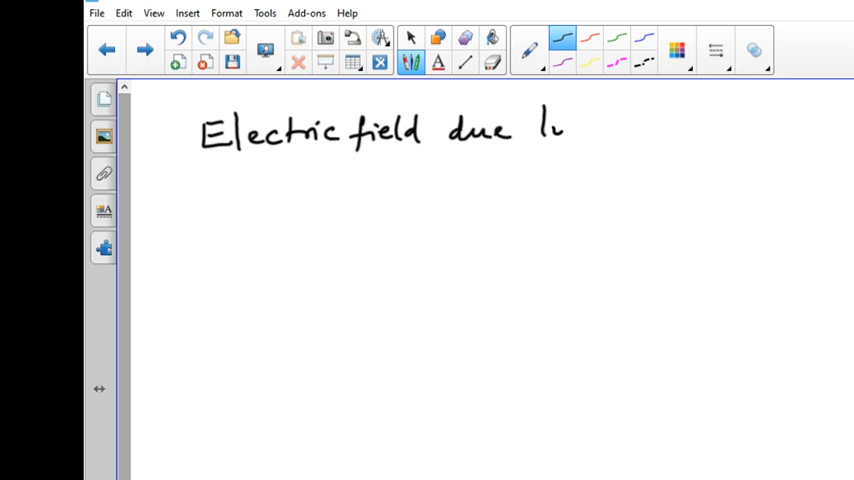 File Edit View Insert Format Tools Add-ons Help
Electric field due